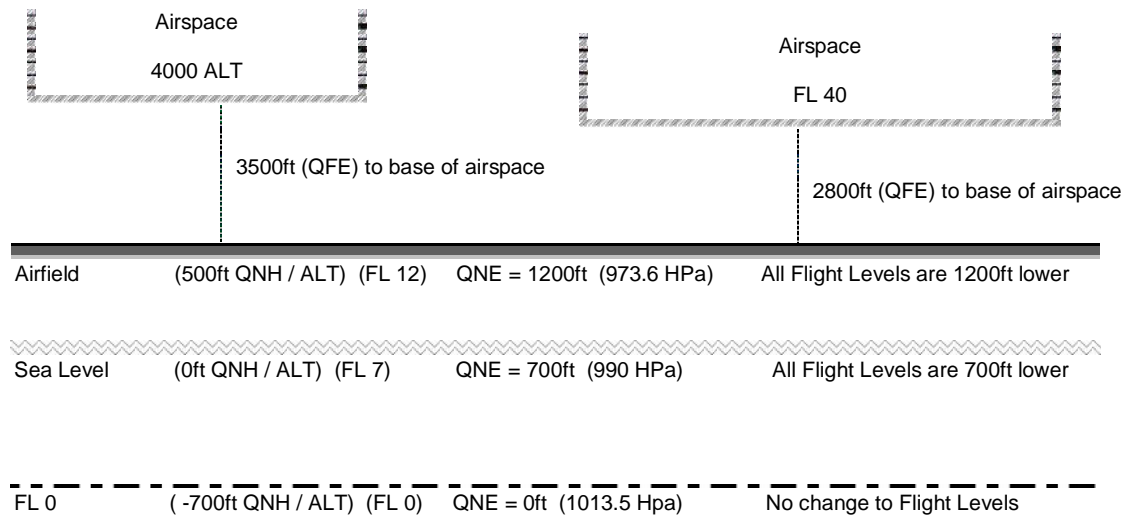 Airspace
4000 ALT
Airspace
FL 40
3500ft (QFE) to base of airspace
2800ft (QFE) to base of airspace
Airfield (500ft QNH / ALT) (FL 12) QNE = 1200ft (973.6 HPa) All Flight Levels are 1200ft lower
Sea Level (0ft QNH / ALT) (FL 7) QNE = 700ft (990 HPa) All Flight Levels are 700ft lower
FL 0 ( -700ft QNH / ALT) (FL 0) QNE = 0ft (1013.5 Hpa) No change to Flight Levels